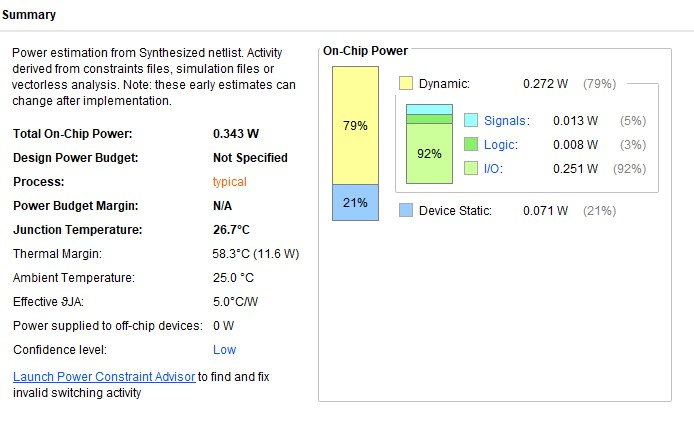 Summary
Power estimation from Synthesized netlist. Activity
derived from constraints files, simulation files or
vectorless analysis. Note: these early estimates can
change after implementation.
Total On-Chip Power: 0.343 W
Design Power Budget: Not Specified
Process: typical
Power Budget Margin: N/A
Junction Temperature: 26.7°C
Thermal Margin: 58.3°C (11.6 W)
Ambient Temperature: 25.0 °C
Effective ϑJA: 5.0°C/W
Power supplied to off-chip devices: 0 W
Confidence level: Low
Launch Power Constraint Advisor to find and fix
invalid switching activity
On-Chip Power
79%
21%
Dynamic: 0.272 W (79%)
92%
Signals: 0.013 W (5%)
Logic: 0.008 W (3%)
I/O: 0.251 W (92%)
Device Static: 0.071 W (21%)